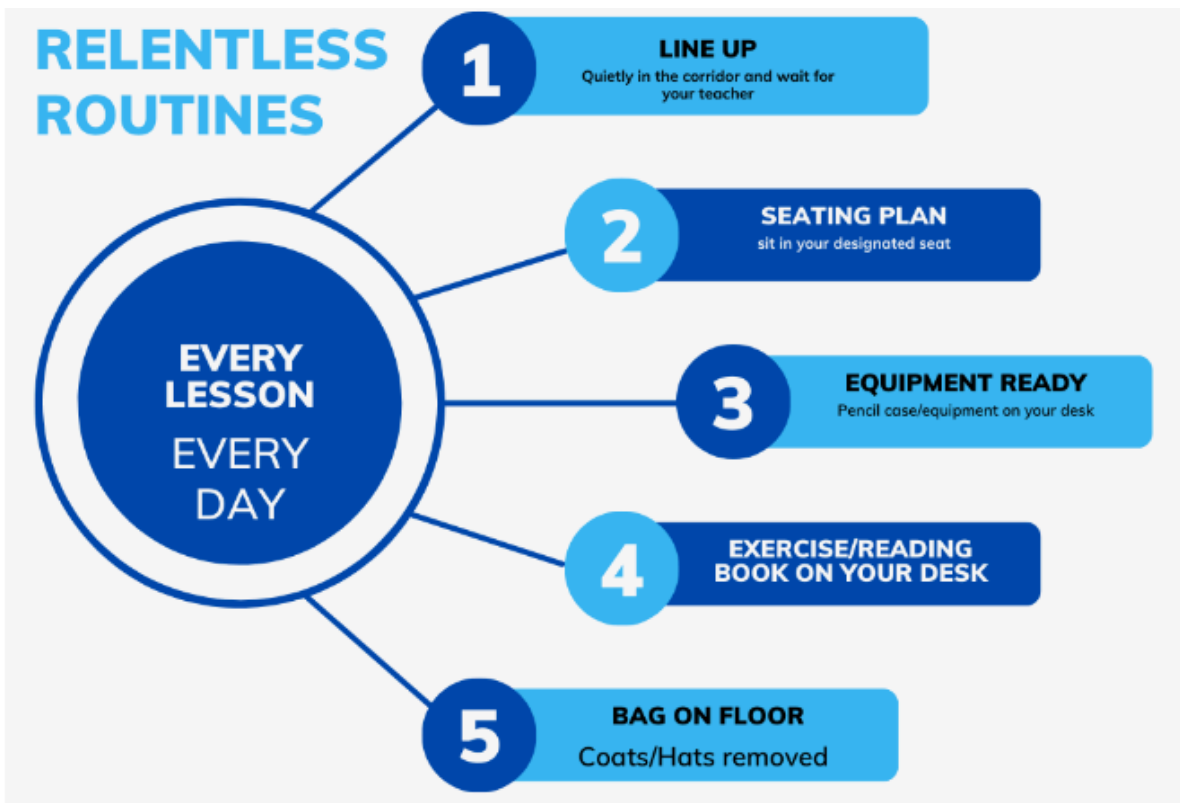 RELENTLESS
ROUTINES
EVERY
LESSON
EVERY
DAY
1
LINE UP
Quietly in the corridor and wait for
your teacher
2
SEATING PLAN
sit in your designated seat
3
EQUIPMENT READY
Pencil case/equipment on your desk
4
EXERCISE/READING
BOOK ON YOUR DESK
5
BAG ON FLOOR
Coats/Hats removed